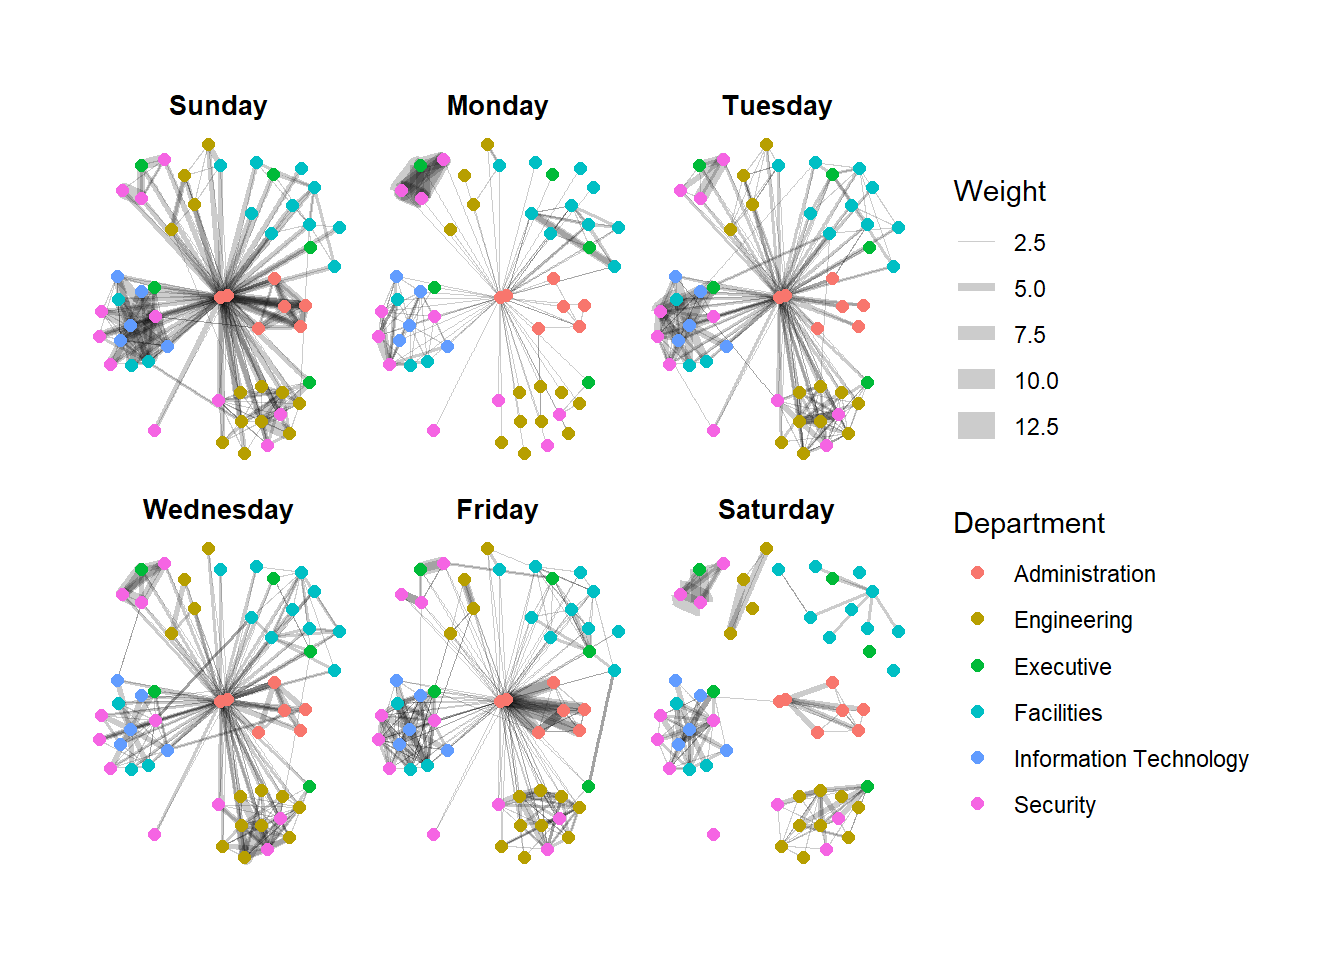 Sunday
Monday
Tuesday
Weight
2.5
5.0
7.5
10.0
12.5
Wednesday
Friday
Saturday
Department
Administration
Engineering
Executive
Facilities
Information Technology
Security